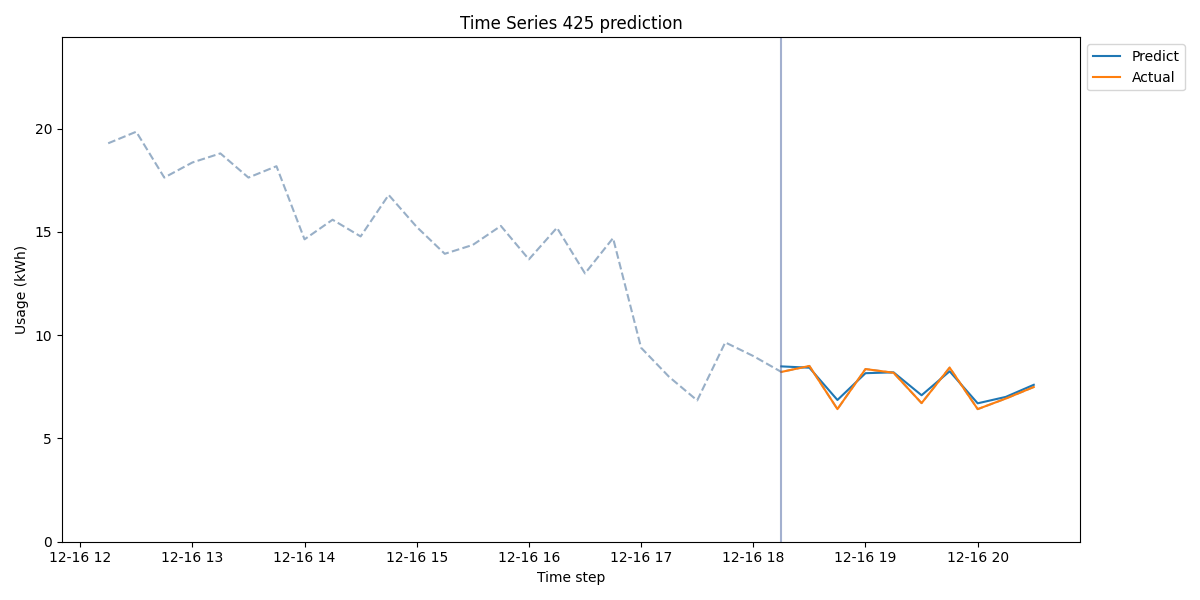 Time Series 425 prediction
Predict
Actual
Usage (kWh)
20
15
10
5
0
12-16 12
12-16 13
12-16 14
12-16 15
12-16 16
12-16 17
12-16 18
12-16 19
12-16 20
Time step